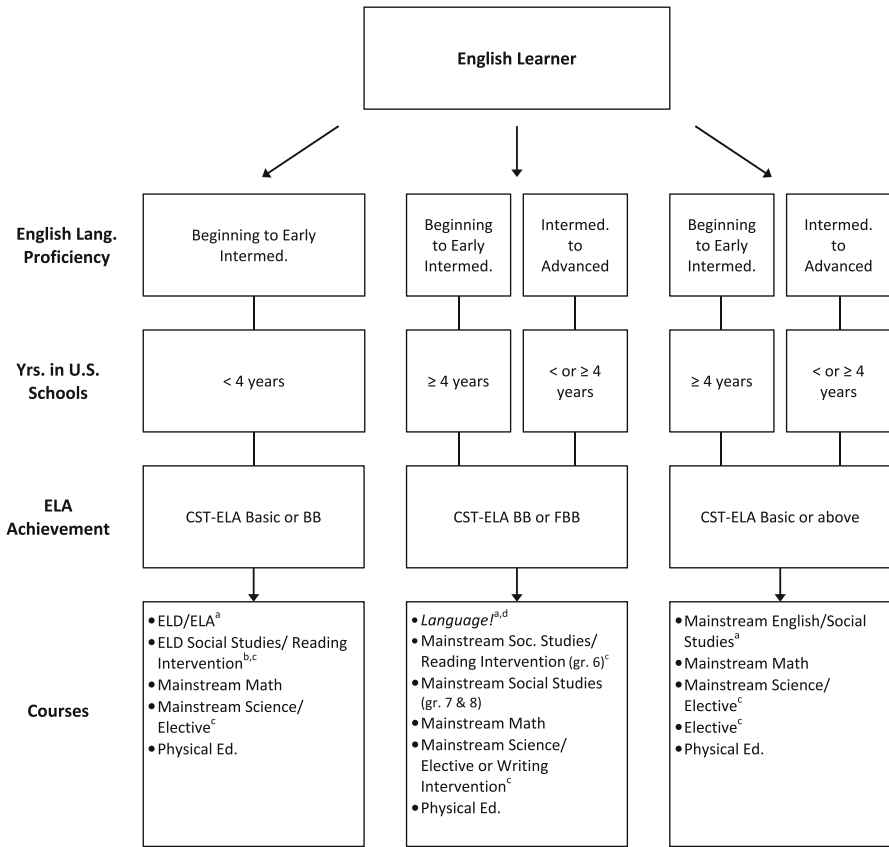 English Learner
English Lang.
Proficiency
Beginning to Early
Intermed.
Beginning
to Early
Intermed.
Intermed.
to
Advanced
Beginning
to Early
Intermed.
Intermed.
to
Advanced
Yrs. in U.S.
Schools
< 4 years
≥ 4 years
< or ≥ 4
years
≥ 4 years
< or ≥ 4
years
ELA
Achievement
CST-ELA Basic or BB
CST-ELA BB or FBB
CST-ELA Basic or above
Courses
• ELD/ELAa
• ELD Social Studies/ Reading
Interventionb,c
• Mainstream Math
• Mainstream Science/
Electivec
• Physical Ed.
• Language!a,d
• Mainstream Soc. Studies/
Reading Intervention (gr. 6)c
• Mainstream Social Studies
(gr. 7 & 8)
• Mainstream Math
• Mainstream Science/
Elective or Writing
Interventionc
• Physical Ed.
• Mainstream English/Social
Studiesa
• Mainstream Math
• Mainstream Science/
Electivec
• Electivec
• Physical Ed.